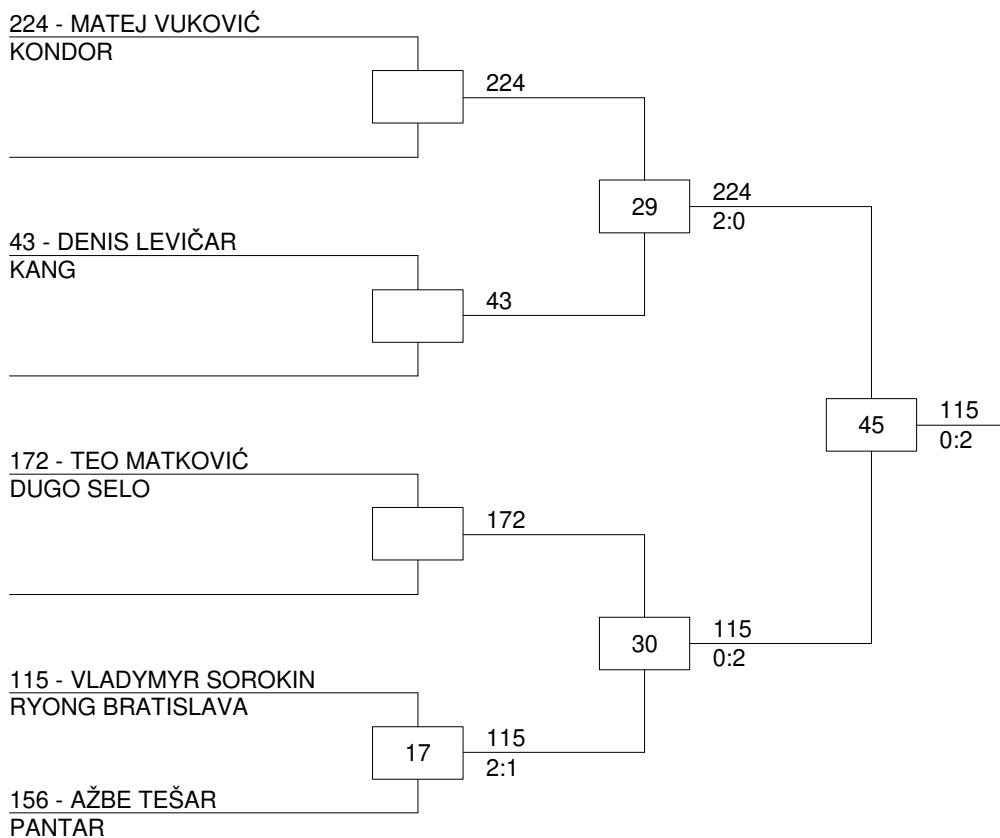 224 - MATEJ VUKOVIĆ
KONDOR
224
29
224
2:0
43 - DENIS LEVIČAR
KANG
43
45
115
0:2
172 - TEO MATKOVIĆ
DUGO SELO
172
30
115
0:2
115 - VLADYMYR SOROKIN
RYONG BRATISLAVA
17
115
2:1
156 - AŽBE TEŠAR
PANTAR